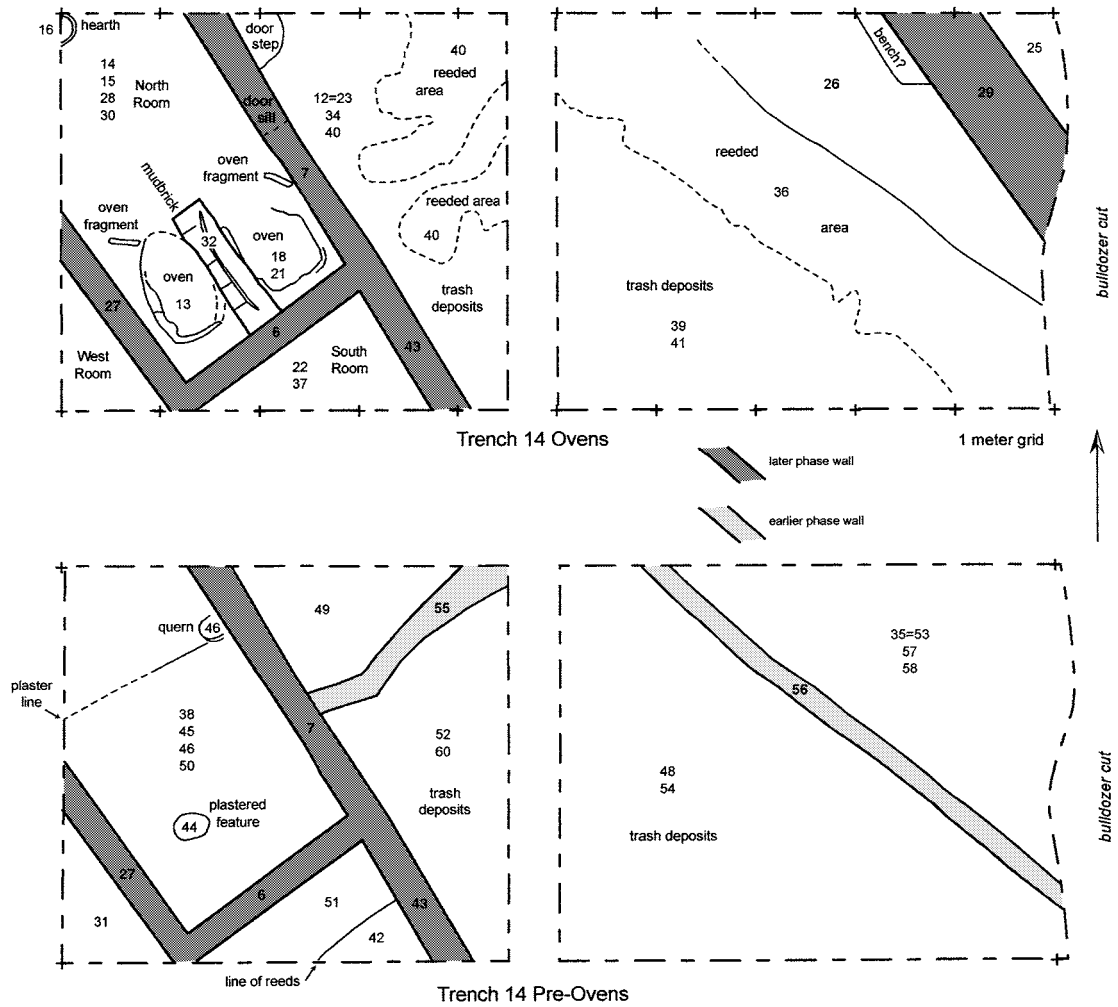 16
hearth
14
15
28
30
North
Room
door
step
door
sill
12=23
34
40
40
reeded
area
7
oven
fragment
mudbrick
oven
fragment
32
oven
18
21
oven
13
reeded area
40
trash
deposits
27
West
Room
6
22
37
South
Room
43
bench?
26
29
25
reeded
36
area
trash deposits
39
41
bulldozer cut
Trench 14 Ovens
1 meter grid
later phase wall
earlier phase wall
49
55
quern
46
plaster
line
38
45
46
50
7
52
60
trash
deposits
plastered
feature
44
27
31
6
51
42
43
line of reeds
35=53
57
58
56
48
54
trash deposits
bulldozer cut
Trench 14 Pre-Ovens